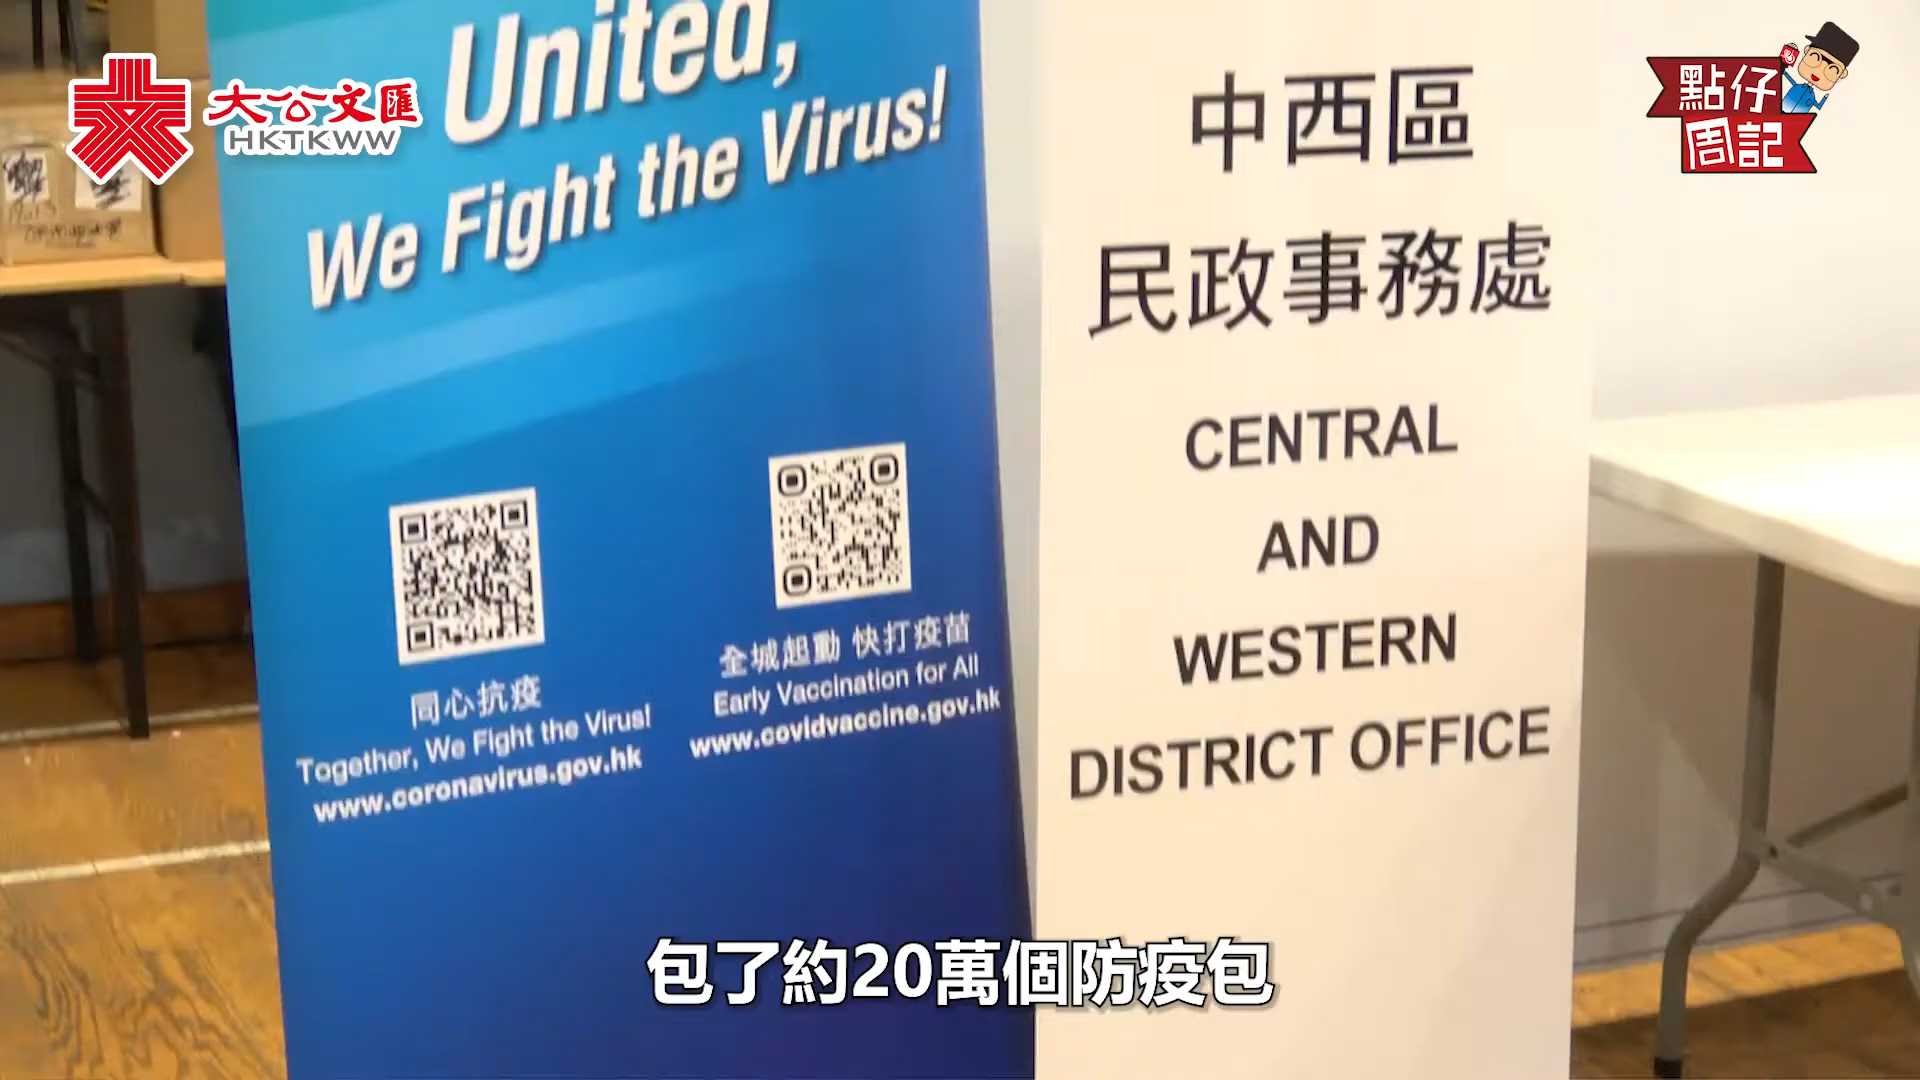 大公文匯
HKTKWW
United,
We Fight the Virus!
同心抗疫
Together, We Fight the Virus!
www.coronavirus.gov.hk
全城起動 快打疫苗
Early Vaccination for All
www.covidvaccine.gov.hk
中西區
民政事務處
CENTRAL
AND
WESTERN
DISTRICT OFFICE
點仔
周記
包了約20萬個防疫包